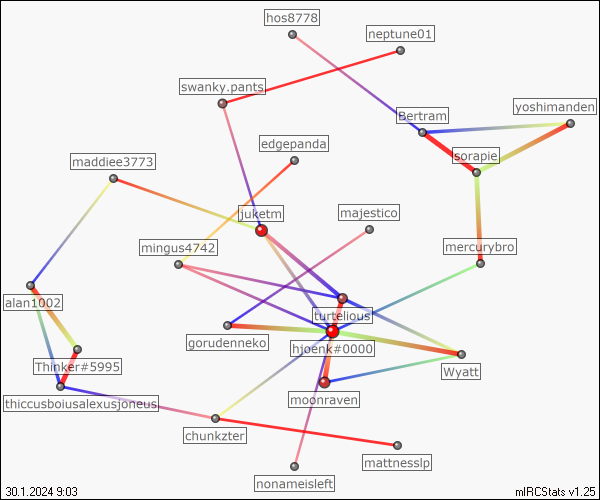 hos8778
neptune01
swanky.pants
yoshimanden
Bertram
edgepanda
sorapie
maddiee3773
juketm
majestico
mingus4742
mercurybro
alan1002
turtelious
gorudenneko
hjoenk#0000
Thinker#5995
Wyatt
thiccusboiusalexusjoneus
moonraven
chunkzter
mattnesslp
nonameisleft
30.1.2024 9:03
mIRCStats v1.25